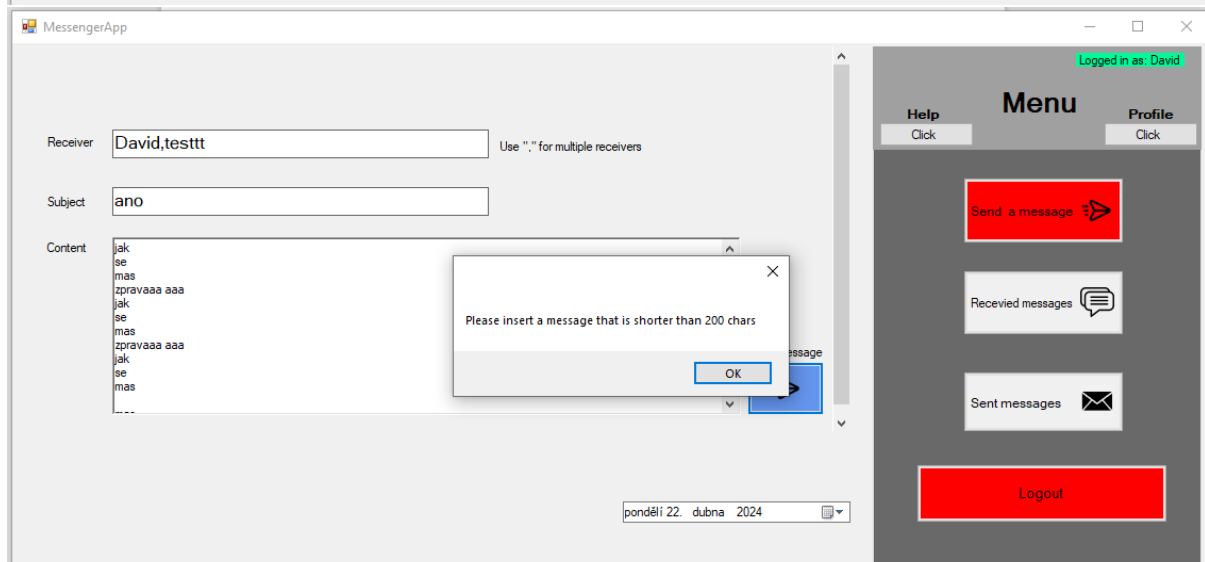 MessengerApp
Logged in as: David
Menu
Help
Profile
Click
Click
Receiver
David,testtt
Use "," for multiple receivers
Subject
ano
Content
jak
se
mas
zpravaaa aaa
jak
se
mas
zpravaaa aaa
jak
se
mas
Please insert a message that is shorter than 200 chars
OK
Send a message
Recevied messages
Sent messages
Logout
pondělí 22. dubna 2024